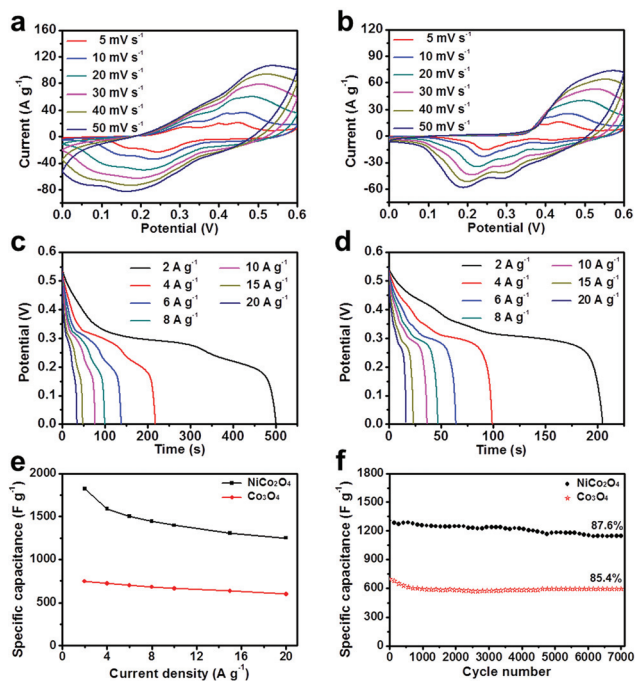 a
160
120
80
40
0
-40
-80
Current (A g⁻¹)
5 mV s⁻¹
10 mV s⁻¹
20 mV s⁻¹
30 mV s⁻¹
40 mV s⁻¹
50 mV s⁻¹
0.0 0.1 0.2 0.3 0.4 0.5 0.6
Potential (V)
b
120
90
60
30
0
-30
-60
Current (A g⁻¹)
5 mV s⁻¹
10 mV s⁻¹
20 mV s⁻¹
30 mV s⁻¹
40 mV s⁻¹
50 mV s⁻¹
0.0 0.1 0.2 0.3 0.4 0.5 0.6
Potential (V)
c
0.6
0.5
0.4
0.3
0.2
0.1
0.0
Potential (V)
2 A g⁻¹ 10 A g⁻¹
4 A g⁻¹ 15 A g⁻¹
6 A g⁻¹ 20 A g⁻¹
8 A g⁻¹
0 100 200 300 400 500
Time (s)
d
0.6
0.5
0.4
0.3
0.2
0.1
0.0
Potential (V)
2 A g⁻¹ 10 A g⁻¹
4 A g⁻¹ 15 A g⁻¹
6 A g⁻¹ 20 A g⁻¹
8 A g⁻¹
0 50 100 150 200
Time (s)
e
2000
1500
1000
500
0
Specific capacitance (F g⁻¹)
NiCo₂O₄
Co₃O₄
0 4 8 12 16 20
Current density (A g⁻¹)
f
1800
1500
1200
900
600
300
0
Specific capacitance (F g⁻¹)
NiCo₂O₄
Co₃O₄
87.6%
85.4%
0 1000 2000 3000 4000 5000 6000 7000
Cycle number